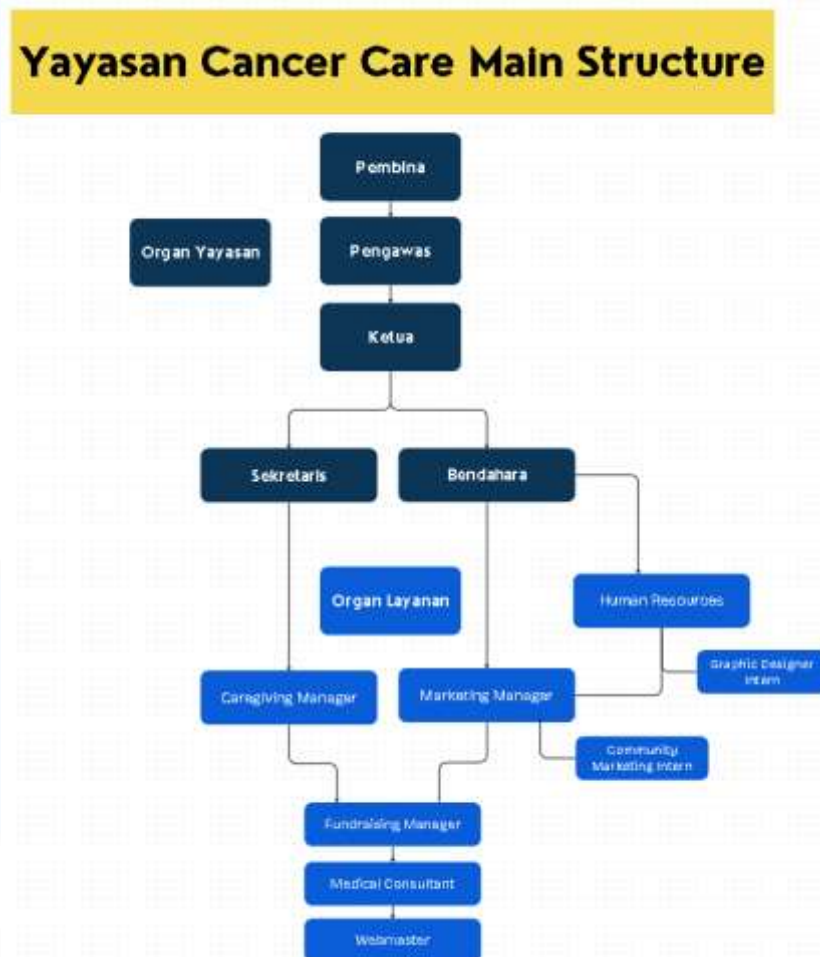 Yayasan Cancer Care Main Structure
Pembina
Organ Yayasan
Pengawas
Ketua
Sekretaris
Bendahara
Organ Layanan
Human Resources
Graphic Designer
Intern
Caregiving Manager
Marketing Manager
Community
Marketing Intern
Fundraising Manager
Medical Consultant
Webmaster